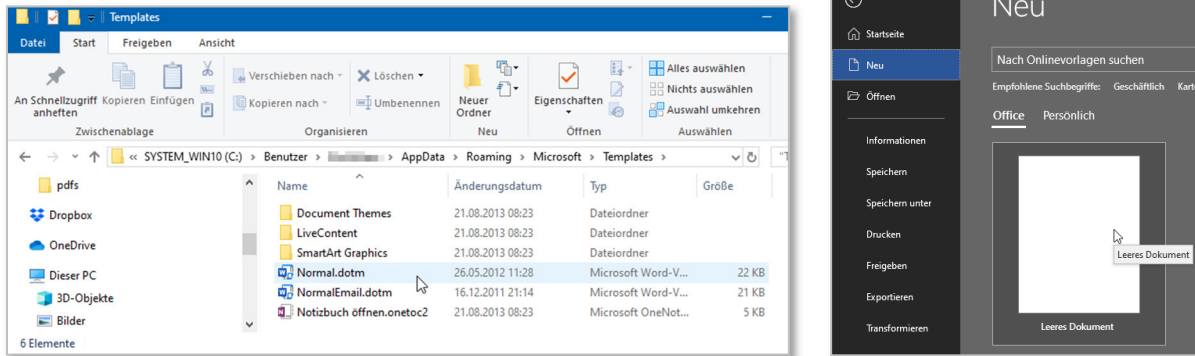 Templates
Datei Start Freigeben Ansicht
An Schnellzugriff anheften
Kopieren
Einfügen
Zwischenablage
Verschieben nach
Kopieren nach
Löschen
Umbenennen
Organisieren
Neuer Ordner
Neu
Eigenschaften
Öffnen
Alles auswählen
Nichts auswählen
Auswahl umkehren
Auswählen
« SYSTEM_WIN10 (C:) > Benutzer > AppData > Roaming > Microsoft > Templates >
pdfs
Dropbox
OneDrive
Dieser PC
3D-Objekte
Bilder
Name Änderungsdatum Typ Größe
Document Themes 21.08.2013 08:23 Dateiordner
LiveContent 21.08.2013 08:23 Dateiordner
SmartArt Graphics 21.08.2013 08:23 Dateiordner
Normal.dotm 26.05.2012 11:28 Microsoft Word-V... 22 KB
NormalEmail.dotm 16.12.2011 21:14 Microsoft Word-V... 21 KB
Notizbuch öffnen.onetoc2 21.08.2013 08:23 Microsoft OneNot... 5 KB
6 Elemente
Startseite
Neu
Öffnen
Informationen
Speichern
Speichern unter
Drucken
Freigeben
Exportieren
Transformieren
Neu
Nach Onlinevorlagen suchen
Empfohlene Suchbegriffe: Geschäftlich
Office Persönlich
Leeres Dokument
Leeres Dokument